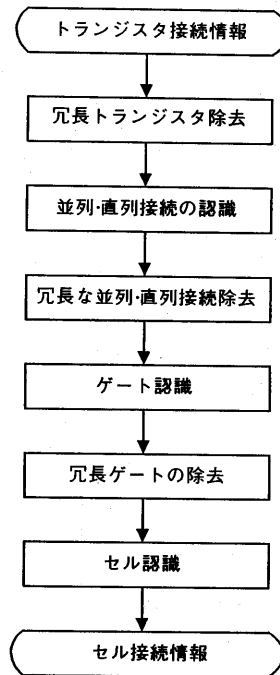 トランジスタ接続情報
冗長トランジスタ除去
並列·直列接続の認識
冗長な並列·直列接続除去
ゲート認識
冗長ゲートの除去
セル認識
セル接続情報